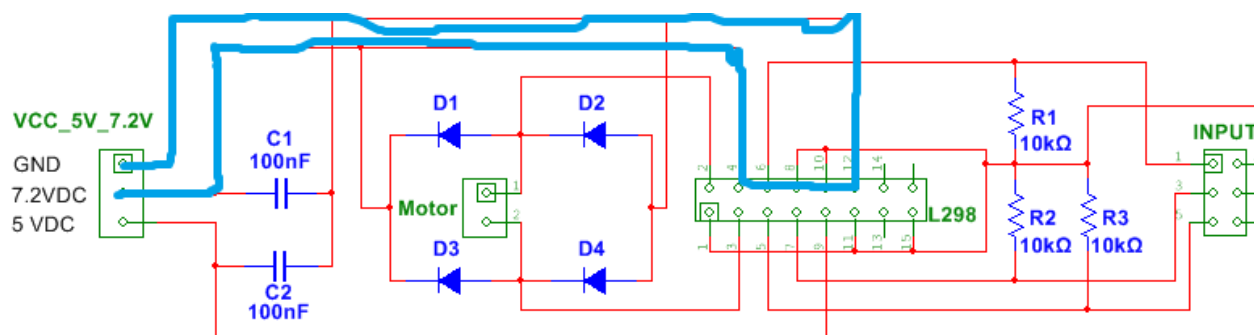 VCC_5V_7.2V
GND
7.2VDC
5 VDC
C1
100nF
C2
100nF
D1
D2
Motor
1
2
D3
D4
2 4 6 8 10 12 14
L298
1 3 5 7 9 11 13 15
R1
10kΩ
R2
10kΩ
R3
10kΩ
INPUT
1
3
5